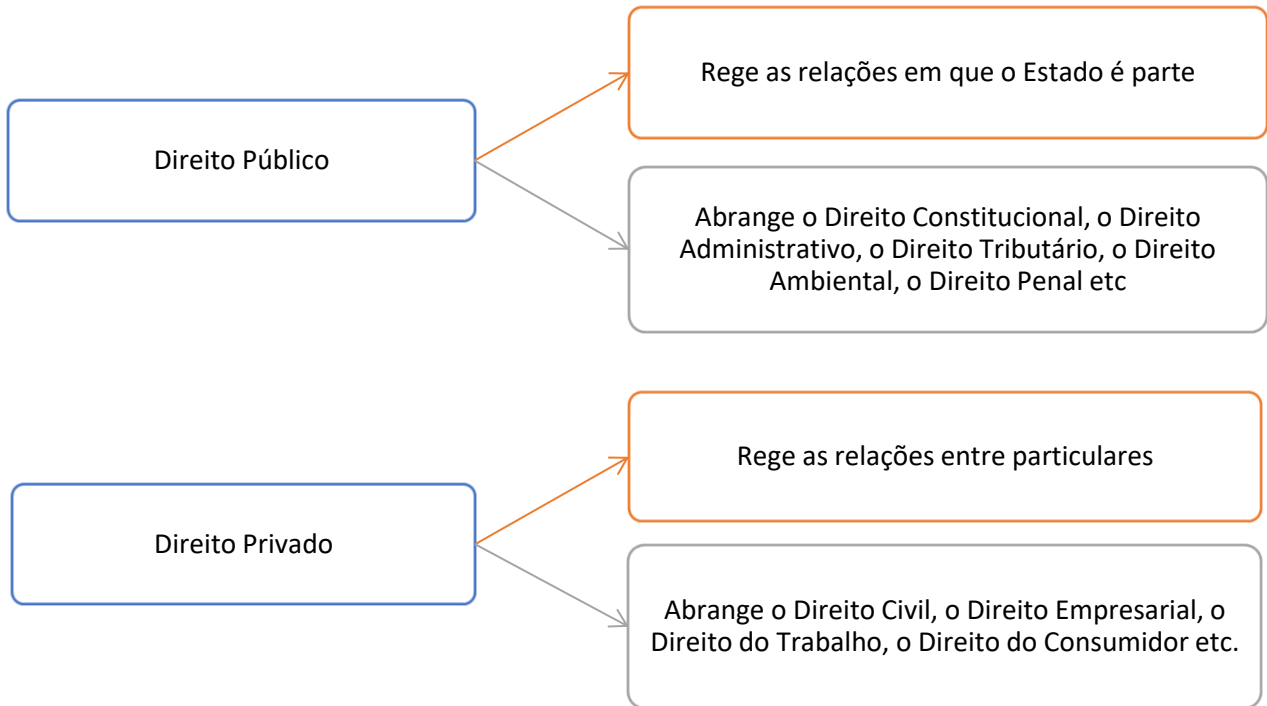 Direito Público
Rege as relações em que o Estado é parte
Abrange o Direito Constitucional, o Direito
Administrativo, o Direito Tributário, o Direito
Ambiental, o Direito Penal etc
Direito Privado
Rege as relações entre particulares
Abrange o Direito Civil, o Direito Empresarial, o
Direito do Trabalho, o Direito do Consumidor etc.